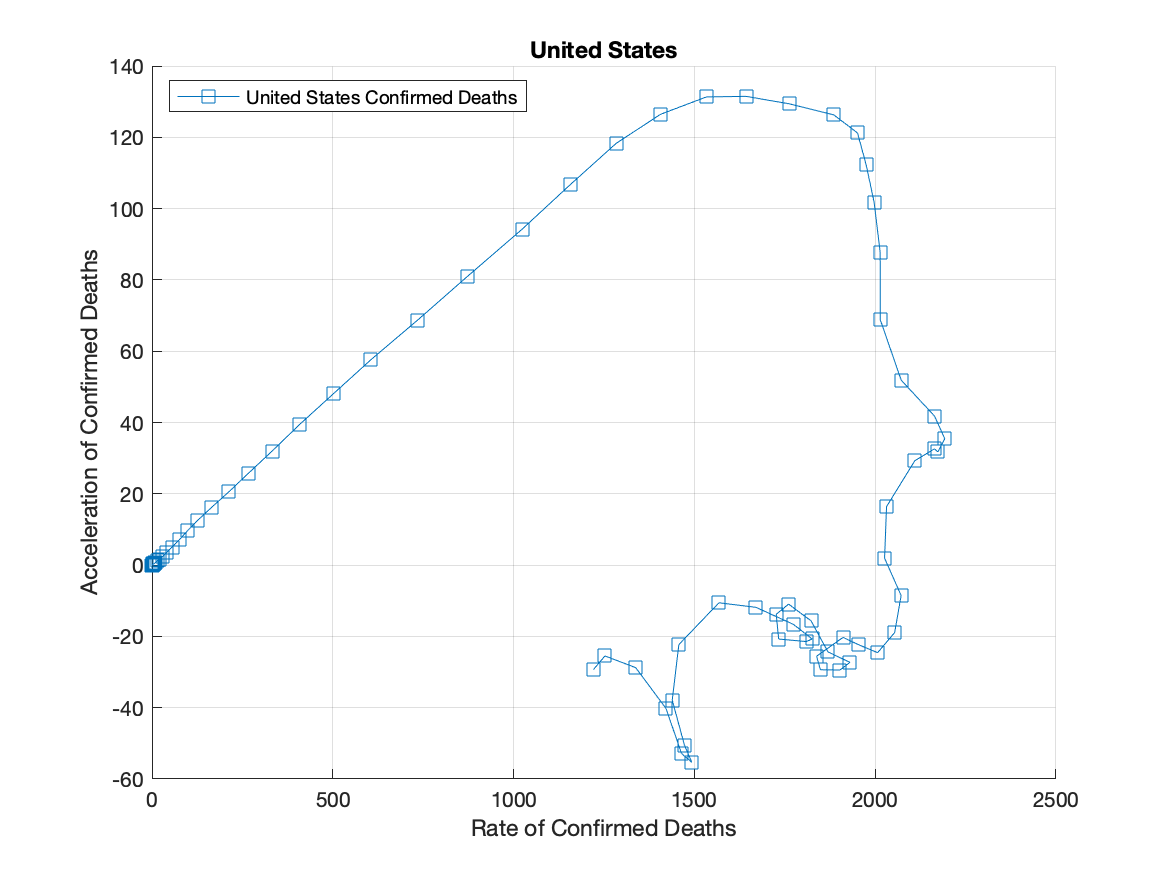 United States
140
United States Confirmed Deaths
120
100
80
60
40
20
0
-20
-40
-60
Acceleration of Confirmed Deaths
0 500 1000 1500 2000 2500
Rate of Confirmed Deaths